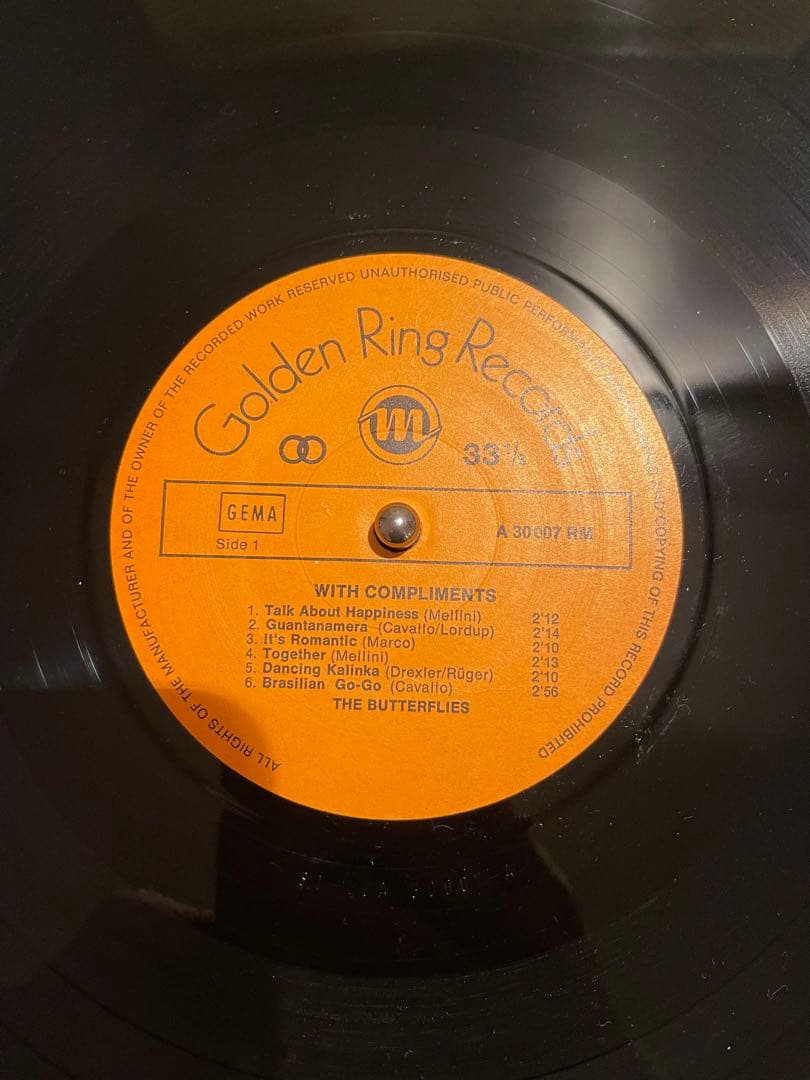 ALL RIGHTS OF THE MANUFACTURER AND OF THE OWNER OF THE RECORDED WORK RESERVED UNAUTHORISED PUBLIC PERFORMANCE AND COPYING OF THIS RECORD PROHIBITED
Golden Ring Records
m
33⅓
GEMA
Side 1
A 30 007 RM
WITH COMPLIMENTS
1. Talk About Happiness (Mellini) 2'12
2. Guantanamera (Cavallo/Lordup) 2'14
3. It's Romantic (Marco) 2'10
4. Together (Mellini) 2'13
5. Dancing Kalinka (Drexler/Rüger) 2'10
6. Brasilian Go-Go (Cavallo) 2'56
THE BUTTERFLIES